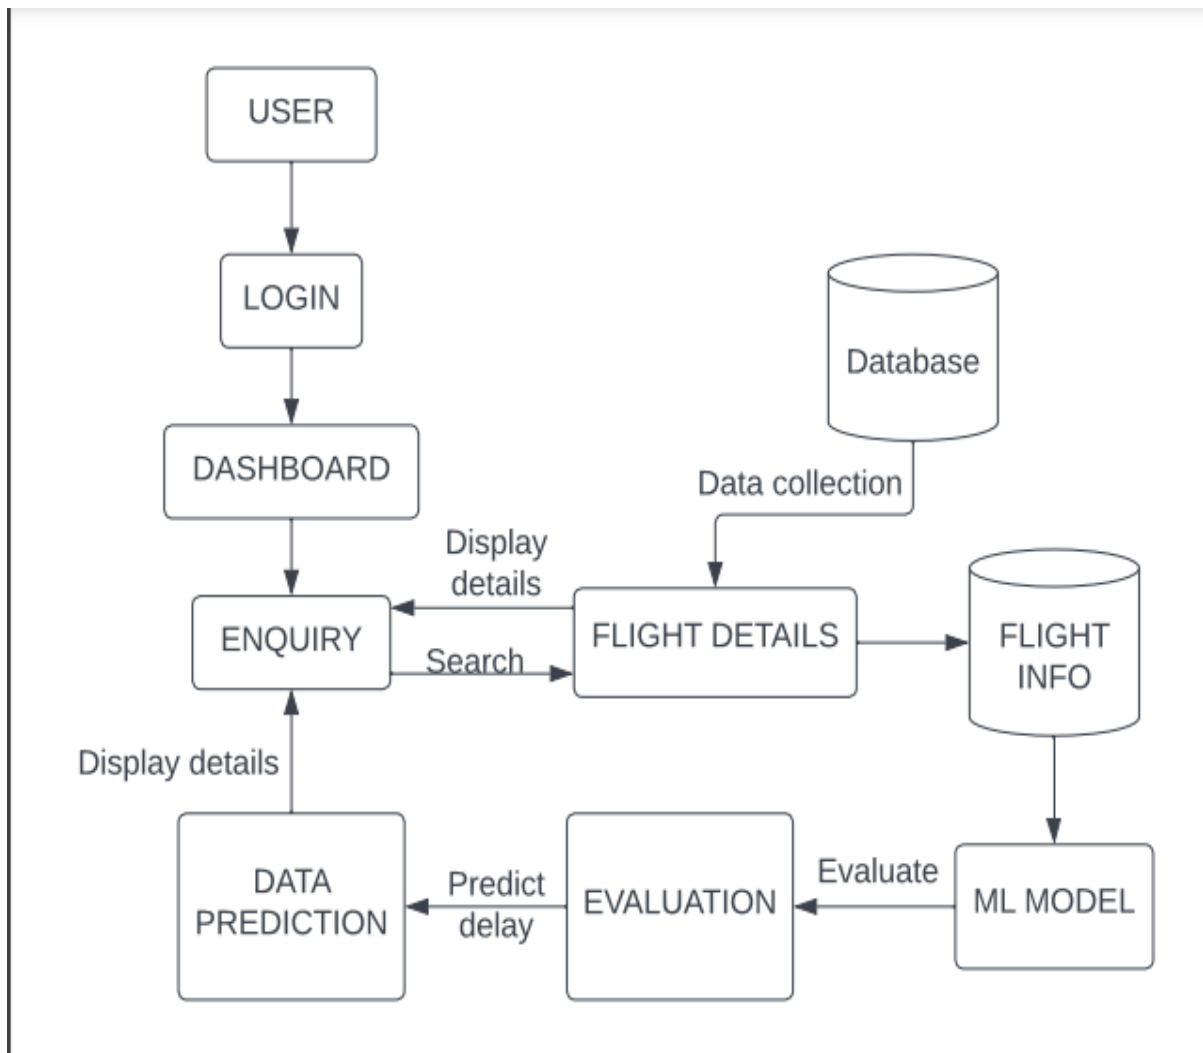 USER
LOGIN
Database
DASHBOARD
Data collection
Display
details
ENQUIRY
Search
FLIGHT DETAILS
FLIGHT
INFO
Display details
DATA
PREDICTION
Predict
delay
EVALUATION
Evaluate
ML MODEL